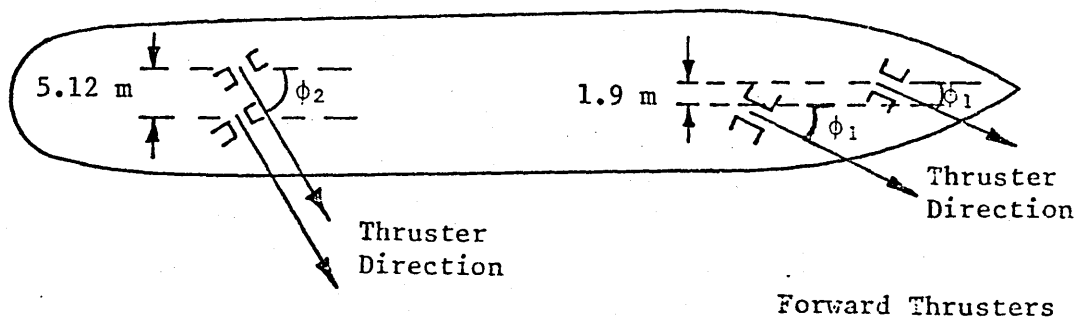 5.12 m
ϕ2
1.9 m
ϕ1
ϕ1
Thruster
Direction
Thruster
Direction
Forward Thrusters